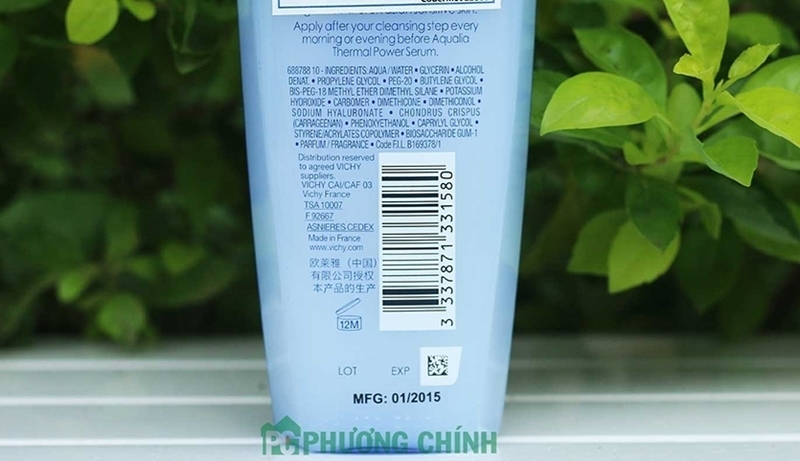 sensitive skin.
Apply after your cleansing step every
morning or evening before Aqualia
Thermal Power Serum.
688788 10 - INGREDIENTS: AQUA / WATER • GLYCERIN • ALCOHOL
DENAT. • PROPYLENE GLYCOL • PEG-20 • BUTYLENE GLYCOL •
BIS-PEG-18 METHYL ETHER DIMETHYL SILANE • POTASSIUM
HYDROXIDE • CARBOMER • DIMETHICONE • DIMETHICONOL •
SODIUM HYALURONATE • CHONDRUS CRISPUS
(CARRAGEENAN) • PHENOXYETHANOL • CAPRYLYL GLYCOL •
STYRENE/ACRYLATES COPOLYMER • BIOSACCHARIDE GUM-1
• PARFUM / FRAGRANCE • Code F.I.L. B169378/1
Distribution reserved
to agreed VICHY
suppliers.
VICHY CAI/CAF 03
Vichy France
TSA 10007
F 92667
ASNIERES CEDEX
Made in France
www.vichy.com
欧莱雅（中国）
有限公司授权
本产品的生产
3 337871 331580
12M
LOT EXP
MFG: 01/2015
PC PHƯƠNG CHÍNH